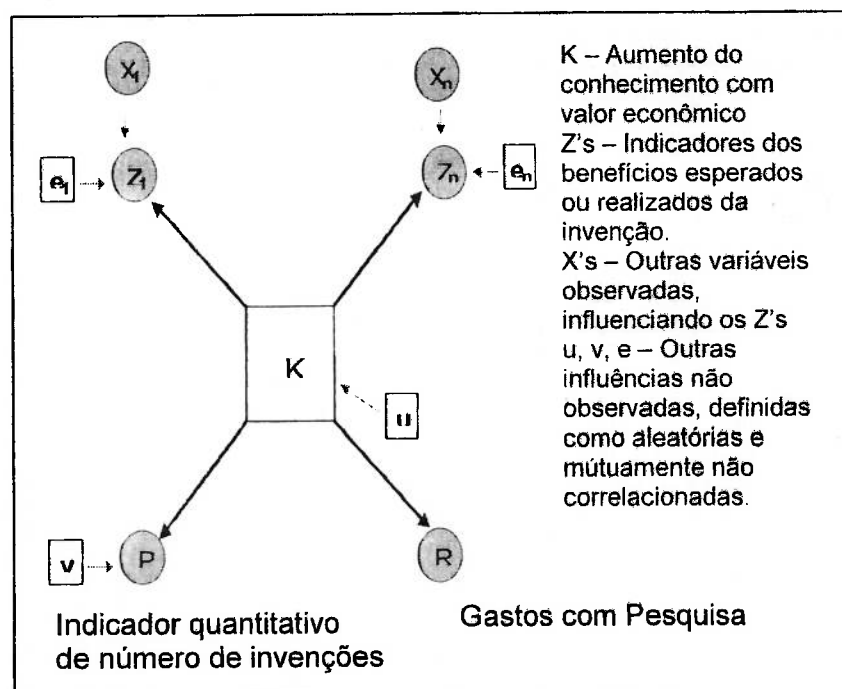 X₁
Xₙ
e₁
Z₁
Zₙ
eₙ
K
u
v
P
R
Indicador quantitativo
de número de invenções
Gastos com Pesquisa
K – Aumento do
conhecimento com
valor econômico
Z's – Indicadores dos
benefícios esperados
ou realizados da
invenção.
X's – Outras variáveis
observadas,
influenciando os Z's
u, v, e – Outras
influências não
observadas, definidas
como aleatórias e
mútuamente não
correlacionadas.